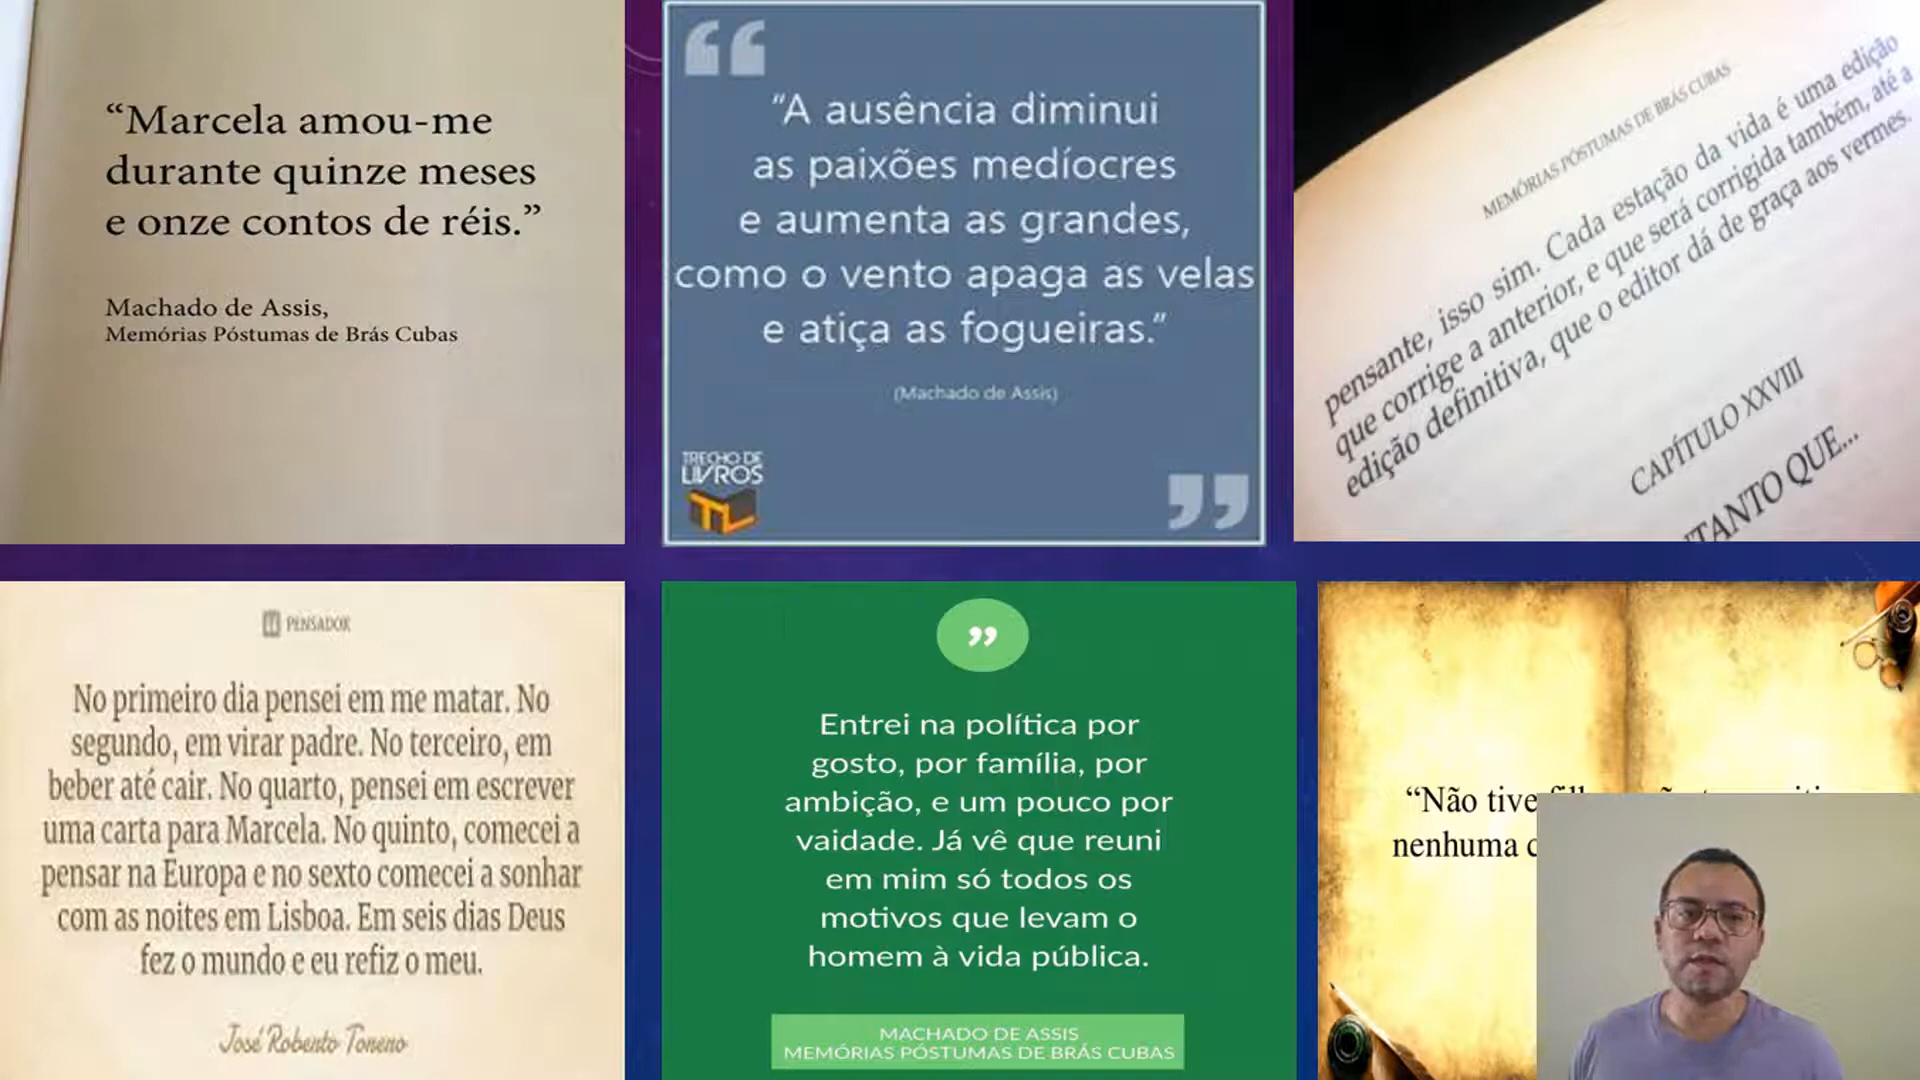 “Marcela amou-me
durante quinze meses
e onze contos de réis.”
Machado de Assis,
Memórias Póstumas de Brás Cubas
“A ausência diminui
as paixões medíocres
e aumenta as grandes,
como o vento apaga as velas
e atiça as fogueiras.”
(Machado de Assis)
TRECHO DE
LIVROS
TL
MEMÓRIAS PÓSTUMAS DE BRÁS CUBAS
pensante, isso sim. Cada estação da vida é uma edição
que corrige a anterior, e que será corrigida também, até a
edição definitiva, que o editor dá de graça aos vermes.
CAPÍTULO XXVIII
TANTO QUE...
PENSADOR
No primeiro dia pensei em me matar. No
segundo, em virar padre. No terceiro, em
beber até cair. No quarto, pensei em escrever
uma carta para Marcela. No quinto, comecei a
pensar na Europa e no sexto comecei a sonhar
com as noites em Lisboa. Em seis dias Deus
fez o mundo e eu refiz o meu.
José Roberto Torero
Entrei na política por
gosto, por família, por
ambição, e um pouco por
vaidade. Já vê que reuni
em mim só todos os
motivos que levam o
homem à vida pública.
MACHADO DE ASSIS
MEMÓRIAS PÓSTUMAS DE BRÁS CUBAS
“Não tive
nenhuma